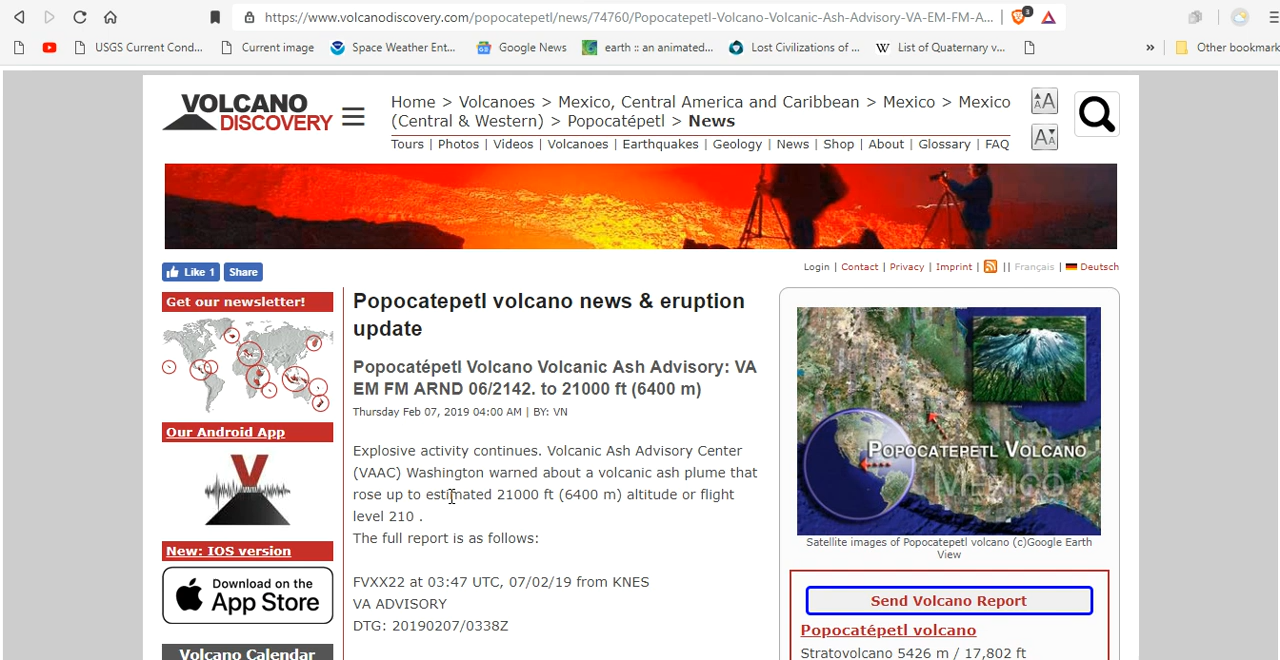 https://www.volcanodiscovery.com/popocatepetl/news/74760/Popocatepetl-Volcano-Volcanic-Ash-Advisory-VA-EM-FM-A...
3
USGS Current Cond...
Current image
Space Weather Ent...
Google News
earth :: an animated...
Lost Civilizations of ...
List of Quaternary v...
»
Other bookmark
VOLCANO
DISCOVERY
Home > Volcanoes > Mexico, Central America and Caribbean > Mexico > Mexico
(Central & Western) > Popocatépetl > News
Tours | Photos | Videos | Volcanoes | Earthquakes | Geology | News | Shop | About | Glossary | FAQ
AA
AA
Like 1
Share
Login | Contact | Privacy | Imprint | || Français | Deutsch
Get our newsletter!
Our Android App
New: IOS version
Download on the
App Store
Volcano Calendar
Popocatepetl volcano news & eruption
update
Popocatépetl Volcano Volcanic Ash Advisory: VA
EM FM ARND 06/2142. to 21000 ft (6400 m)
Thursday Feb 07, 2019 04:00 AM | BY: VN
Explosive activity continues. Volcanic Ash Advisory Center
(VAAC) Washington warned about a volcanic ash plume that
rose up to estimated 21000 ft (6400 m) altitude or flight
level 210 .
The full report is as follows:
FVXX22 at 03:47 UTC, 07/02/19 from KNES
VA ADVISORY
DTG: 20190207/0338Z
POPOCATEPETL VOLCANO
MEXICO
Satellite images of Popocatepetl volcano (c)Google Earth
View
Send Volcano Report
Popocatépetl volcano
Stratovolcano 5426 m / 17,802 ft